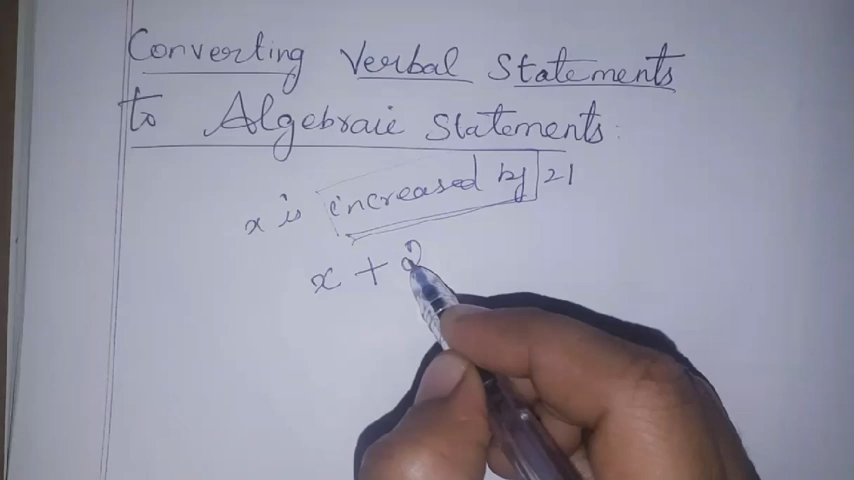 Converting Verbal Statements
to Algebraic Statements:
x is increased by 21
x + 2